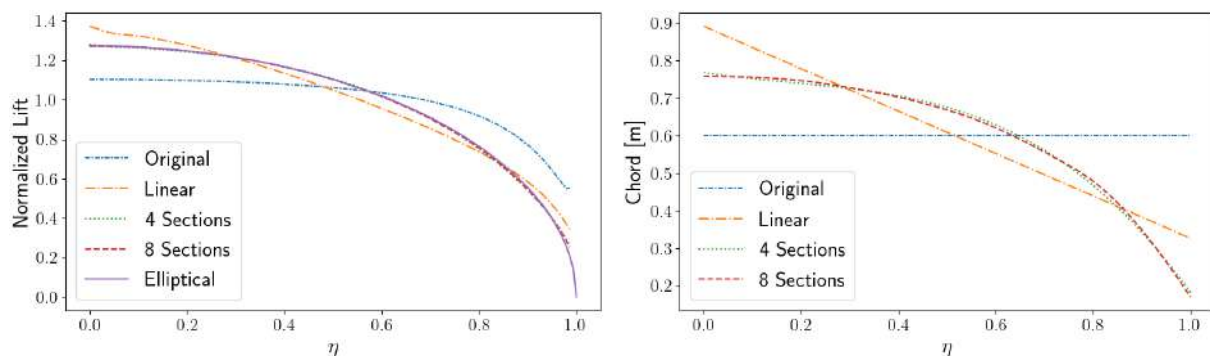 Normalized Lift
1.4
1.2
1.0
0.8
0.6
0.4
0.2
0.0
Original
Linear
4 Sections
8 Sections
Elliptical
0.0 0.2 0.4 0.6 0.8 1.0
η
Chord [m]
0.9
0.8
0.7
0.6
0.5
0.4
0.3
0.2
Original
Linear
4 Sections
8 Sections
0.0 0.2 0.4 0.6 0.8 1.0
η